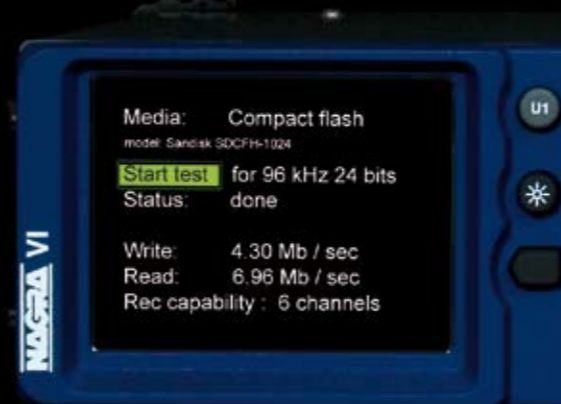 Media: Compact flash
model: Sandisk SDCFH-1024
Start test for 96 kHz 24 bits
Status: done
Write: 4.30 Mb / sec
Read: 6.96 Mb / sec
Rec capability : 6 channels
NAGRA VI
U1